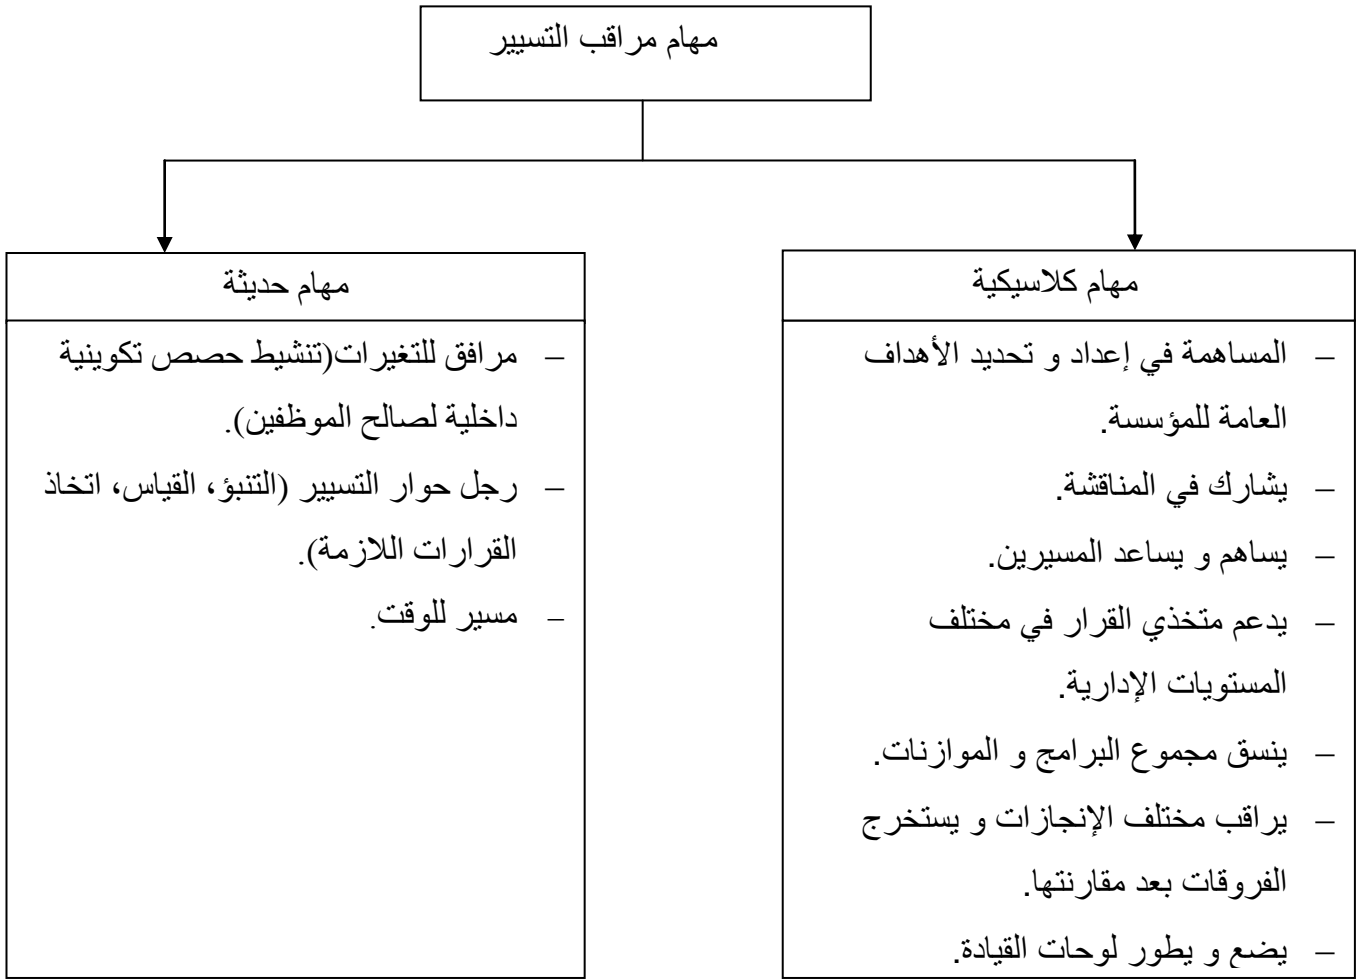 مهام مراقب التسيير
مهام كلاسيكية
– المساهمة في إعداد و تحديد الأهداف
العامة للمؤسسة.
– يشارك في المناقشة.
– يساهم و يساعد المسيرين.
– يدعم متخذي القرار في مختلف
المستويات الإدارية.
– ينسق مجموع البرامج و الموازنات.
– يراقب مختلف الإنجازات و يستخرج
الفروقات بعد مقارنتها.
– يضع و يطور لوحات القيادة.
مهام حديثة
– مرافق للتغيرات(تنشيط حصص تكوينية
داخلية لصالح الموظفين).
– رجل حوار التسيير (التنبؤ، القياس، اتخاذ
القرارات اللازمة).
– مسير للوقت.